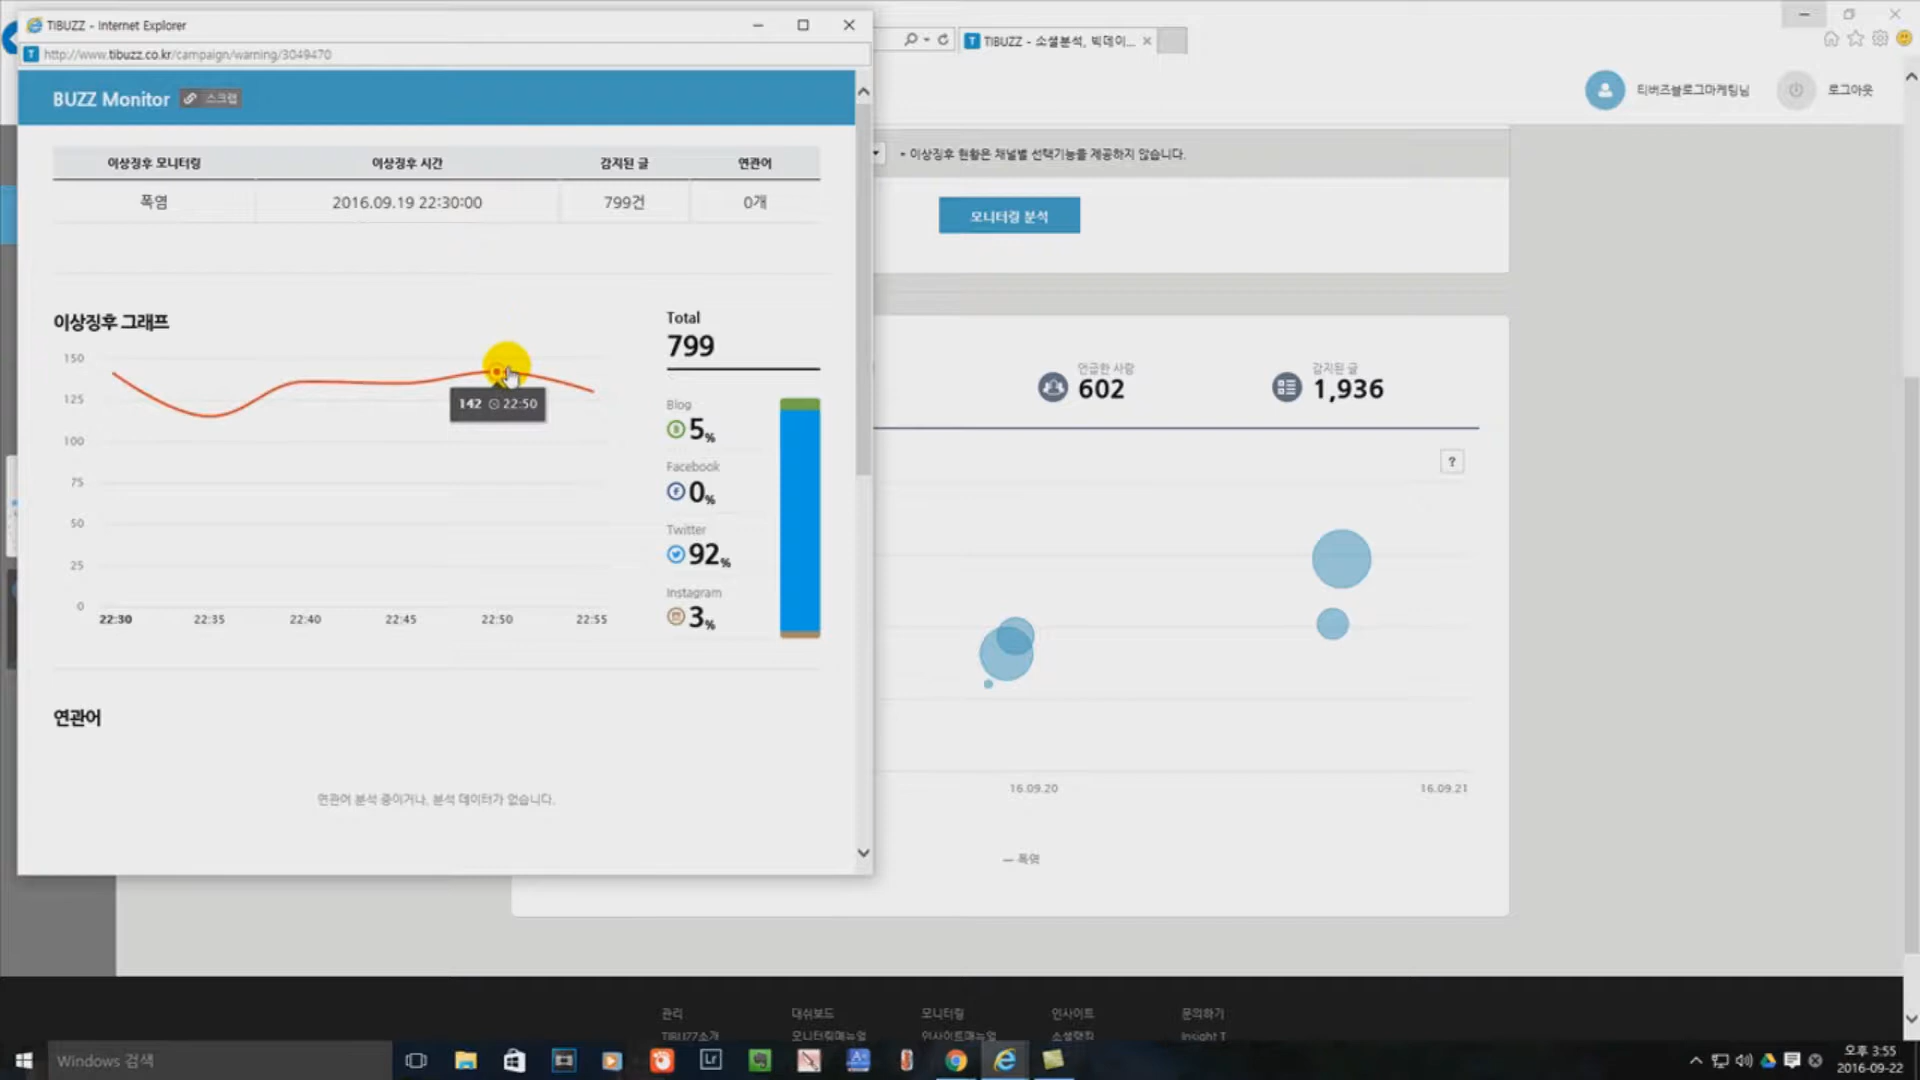 TIBUZZ - Internet Explorer
http://www.tibuzz.co.kr/campaign/warning/3049470
TIBUZZ - 소셜분석, 빅데이...
BUZZ Monitor 스크랩
티버즈블로그마케팅님 로그아웃
이상징후 모니터링 이상징후 시간 감지된 글 연관어
폭염 2016.09.19 22:30:00 799건 0개
- 이상징후 현황은 채널별 선택기능을 제공하지 않습니다.
모니터링 분석
이상징후 그래프
150
125
100
75
50
25
0
142 22:50
22:30 22:35 22:40 22:45 22:50 22:55
Total
799
Blog
5%
Facebook
0%
Twitter
92%
Instagram
3%
언급한 사람
602
감지된 글
1,936
?
16.09.20 16.09.21
폭염
연관어
연관어 분석 중이거나, 분석 데이터가 없습니다.
관리 대쉬보드 모니터링 인사이트 문의하기
TIBUZZ소개 모니터링매뉴얼 인사이트매뉴얼 소셜랭킹 Insight T
Windows 검색
Lr
오후 3:55
2016-09-22